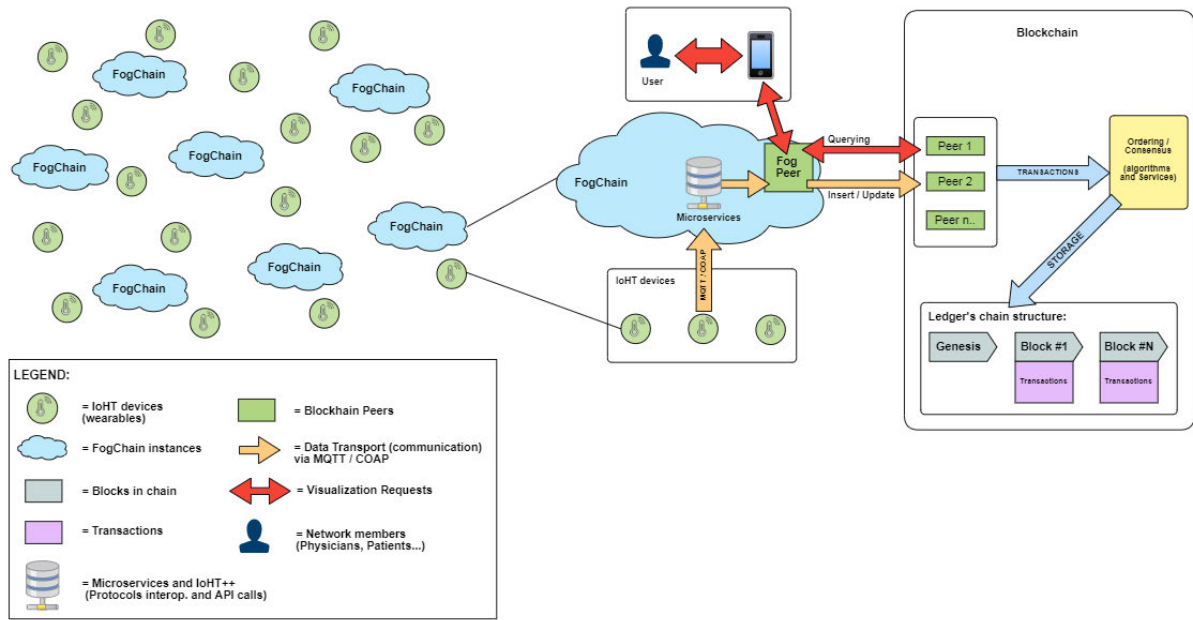 FogChain
FogChain
FogChain
FogChain
FogChain
FogChain
FogChain
User
FogChain
Microservices
Fog
Peer
Querying
Insert / Update
MQTT / COAP
IoHT devices
Blockchain
Peer 1
Peer 2
Peer n..
TRANSACTIONS
Ordering /
Consensus
(algorithms
and Services)
STORAGE
Ledger's chain structure:
Genesis
Block #1
Block #N
Transactions
Transactions
LEGEND:
= IoHT devices
(wearables)
= FogChain instances
= Blocks in chain
= Transactions
= Microservices and IoHT++
(Protocols interop. and API calls)
= Blockhain Peers
= Data Transport (communication)
via MQTT / COAP
= Visualization Requests
= Network members
(Physicians, Patients...)